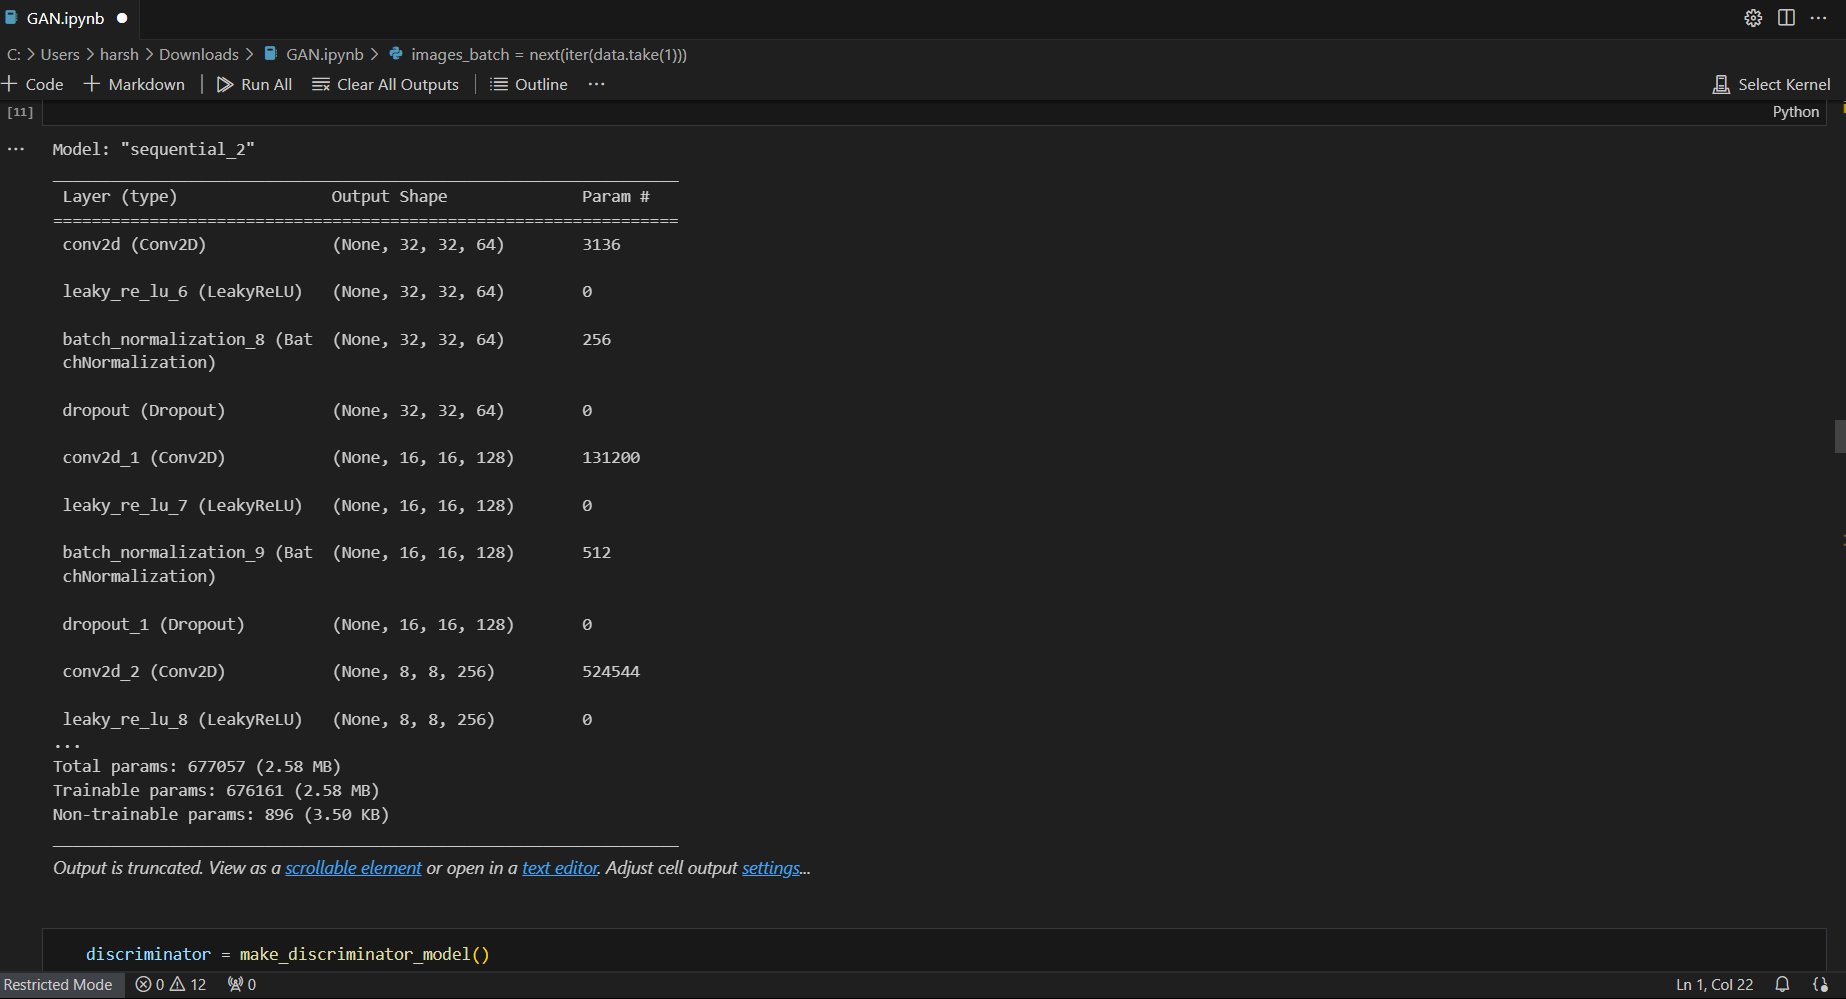 GAN.ipynb
C: > Users > harsh > Downloads > GAN.ipynb > images_batch = next(iter(data.take(1)))
+ Code + Markdown | Run All Clear All Outputs | Outline ... Select Kernel
[11] Python
... Model: "sequential_2"
_________________________________________________________________
Layer (type) Output Shape Param #
=================================================================
conv2d (Conv2D) (None, 32, 32, 64) 3136
leaky_re_lu_6 (LeakyReLU) (None, 32, 32, 64) 0
batch_normalization_8 (Bat (None, 32, 32, 64) 256
chNormalization)
dropout (Dropout) (None, 32, 32, 64) 0
conv2d_1 (Conv2D) (None, 16, 16, 128) 131200
leaky_re_lu_7 (LeakyReLU) (None, 16, 16, 128) 0
batch_normalization_9 (Bat (None, 16, 16, 128) 512
chNormalization)
dropout_1 (Dropout) (None, 16, 16, 128) 0
conv2d_2 (Conv2D) (None, 8, 8, 256) 524544
leaky_re_lu_8 (LeakyReLU) (None, 8, 8, 256) 0
...
Total params: 677057 (2.58 MB)
Trainable params: 676161 (2.58 MB)
Non-trainable params: 896 (3.50 KB)
_________________________________________________________________
Output is truncated. View as a scrollable element or open in a text editor. Adjust cell output settings...
discriminator = make_discriminator_model()
Restricted Mode 0 12 0 Ln 1, Col 22